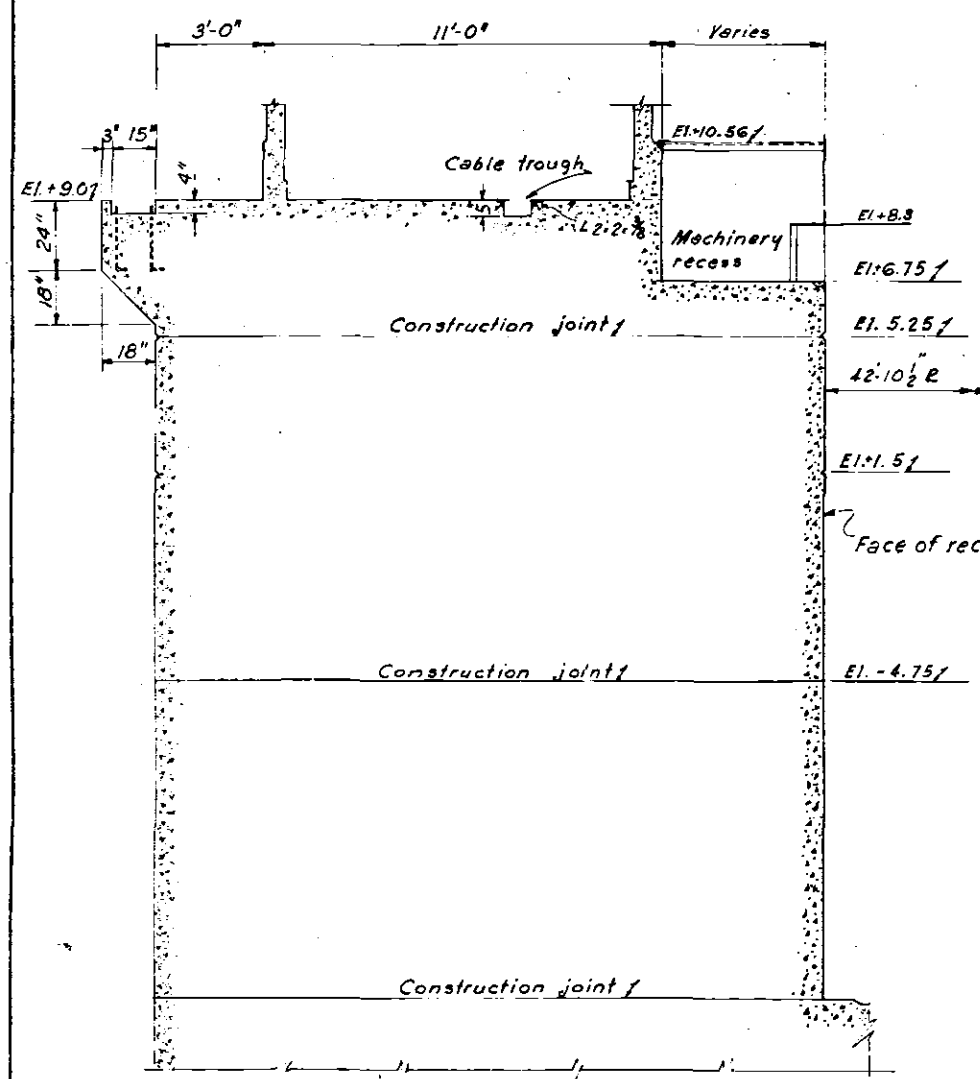 3'-0" 11'-0" Varies
El.+10.56
3" 15"
4"
Cable trough
El.+9.0
5"
El.+8.3
24"
Machinery
recess
El.+6.75
18"
Construction joint
El. 5.25
18"
42'-10½" R
El.+1.5
Face of rec
Construction joint
El. -4.75
Construction joint